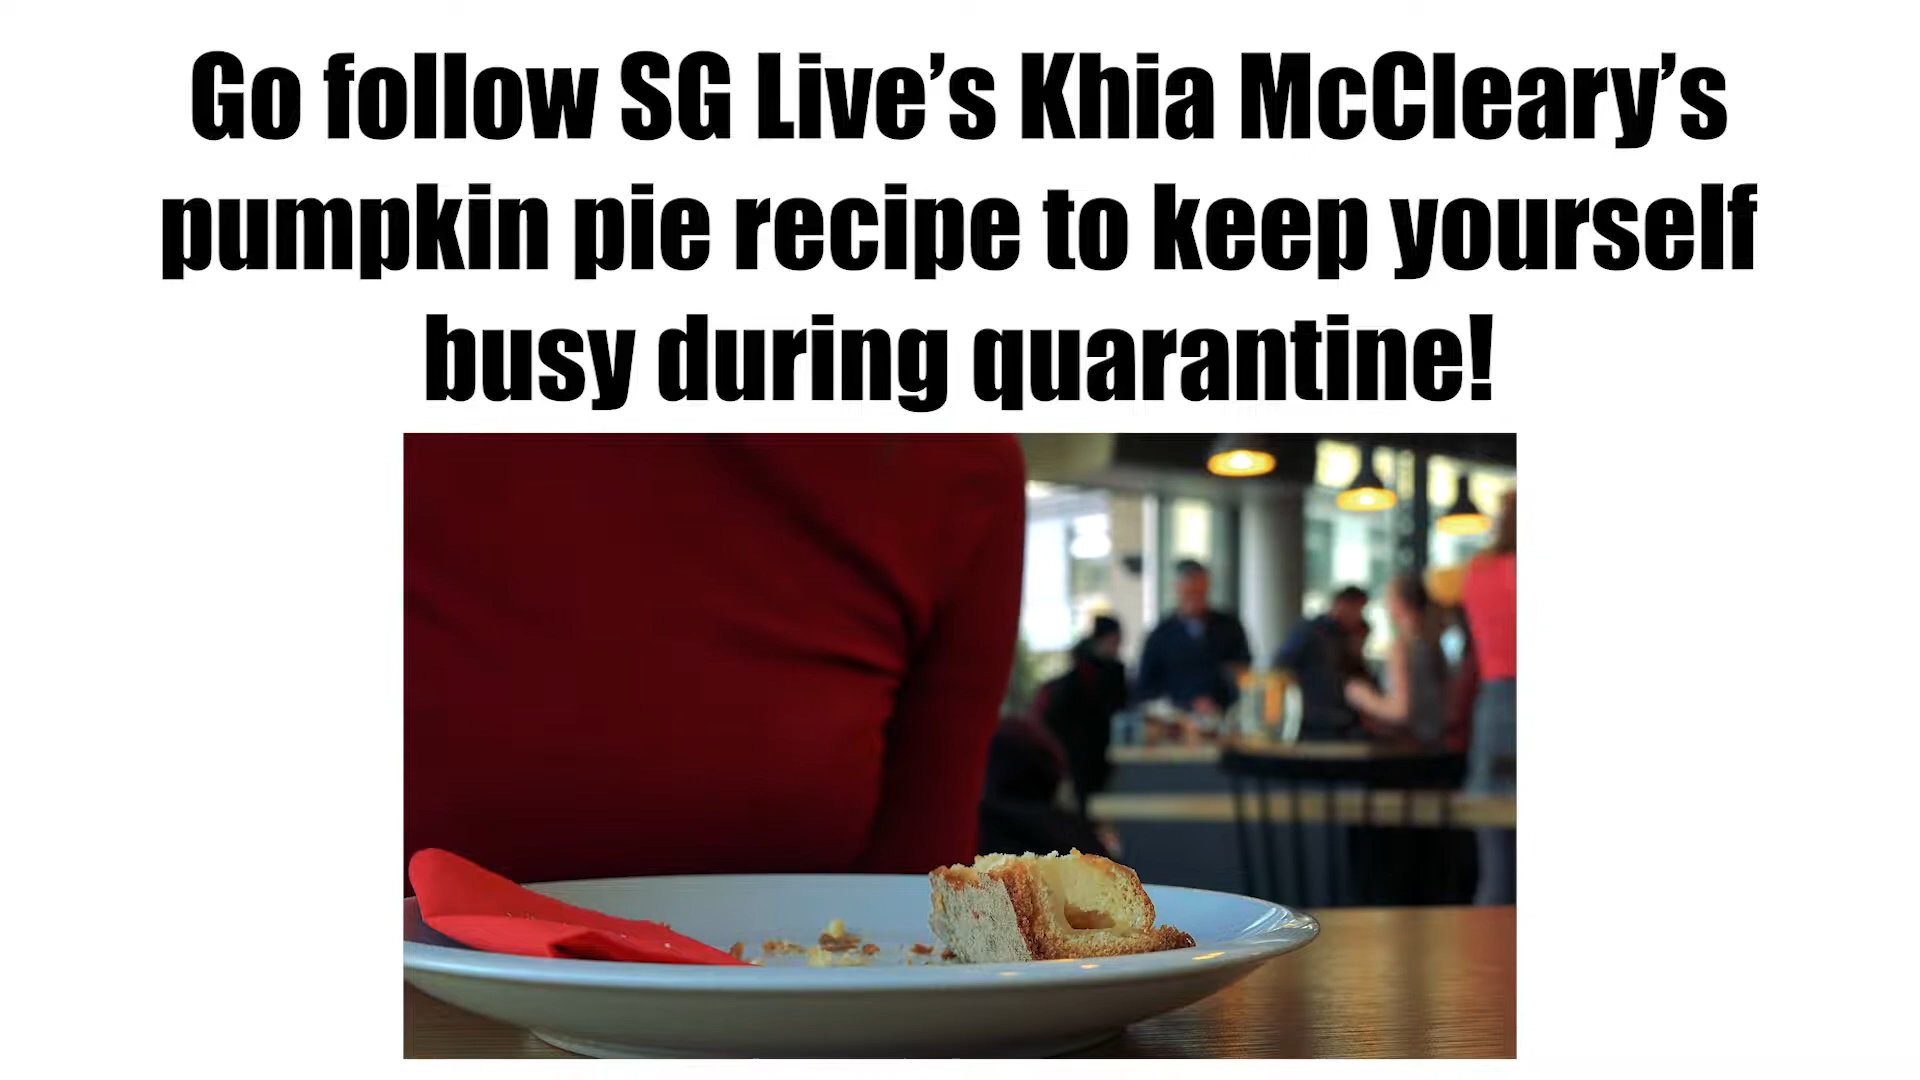 Go follow SG Live’s Khia McCleary’s
pumpkin pie recipe to keep yourself
busy during quarantine!